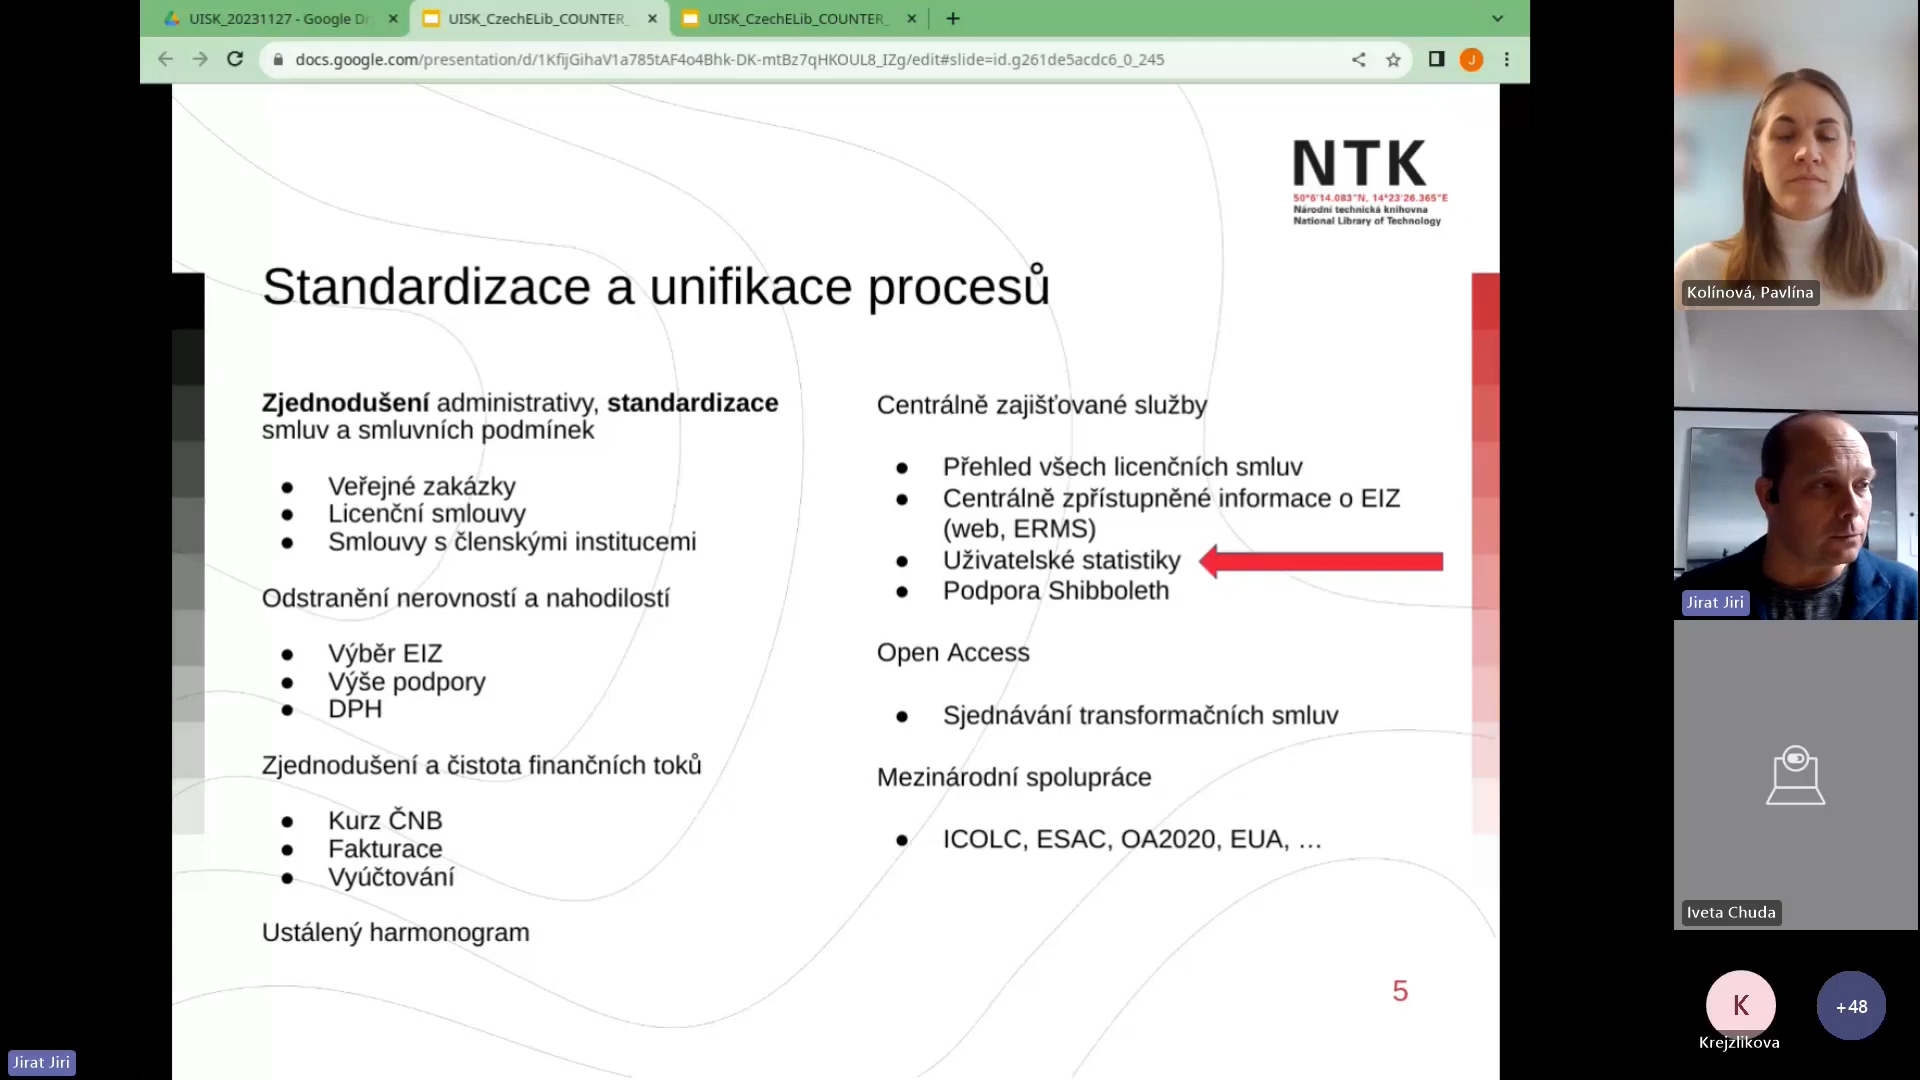 UISK_20231127 - Google Dr
UISK_CzechELib_COUNTER_
UISK_CzechELib_COUNTER_
docs.google.com/presentation/d/1KfijGihaV1a785tAF4o4Bhk-DK-mtBz7qHKOUL8_IZg/edit#slide=id.g261de5acdc6_0_245
J
NTK
50°6'14.083"N, 14°23'26.365"E
Národní technická knihovna
National Library of Technology
Standardizace a unifikace procesů
Zjednodušení administrativy, standardizace
smluv a smluvních podmínek
● Veřejné zakázky
● Licenční smlouvy
● Smlouvy s členskými institucemi
Odstranění nerovností a nahodilostí
● Výběr EIZ
● Výše podpory
● DPH
Zjednodušení a čistota finančních toků
● Kurz ČNB
● Fakturace
● Vyúčtování
Ustálený harmonogram
Centrálně zajišťované služby
● Přehled všech licenčních smluv
● Centrálně zpřístupněné informace o EIZ
(web, ERMS)
● Uživatelské statistiky
● Podpora Shibboleth
Open Access
● Sjednávání transformačních smluv
Mezinárodní spolupráce
● ICOLC, ESAC, OA2020, EUA, …
5
Kolínová, Pavlína
Jirat Jiri
Iveta Chuda
K
+48
Krejzlikova
Jirat Jiri